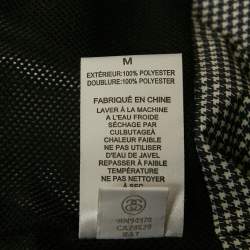 M
EXTÉRIEUR:100% POLYESTER
DOUBLURE:100% POLYESTER
FABRIQUÉ EN CHINE
LAVER À LA MACHINE
A L'EAU FROIDE
SÉCHAGE PAR
CULBUTAGEÀ
CHALEUR FAIBLE
NE PAS UTILISER
D'EAU DE JAVEL
REPASSER À FAIBLE
TEMPÉRATURE
NE PAS NETTOYER
À SEC